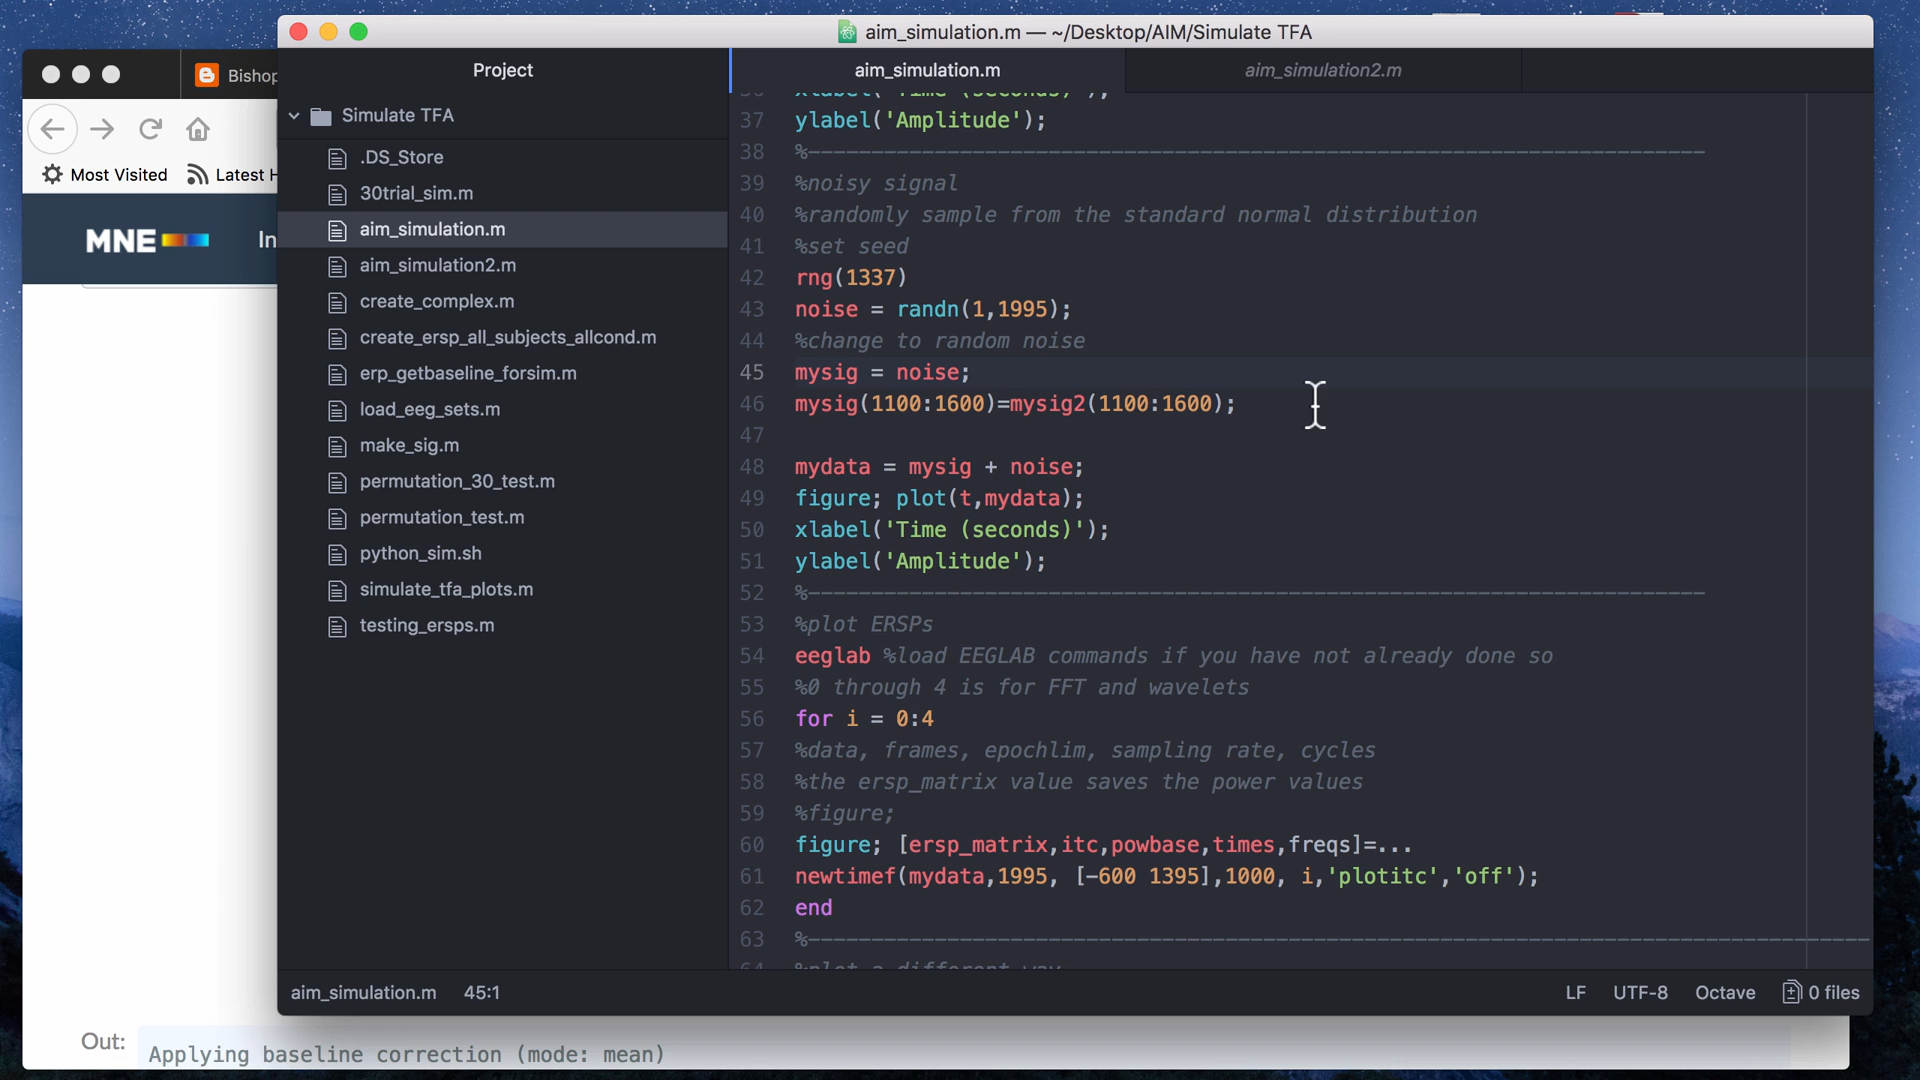 aim_simulation.m — ~/Desktop/AIM/Simulate TFA
Bishop
Most Visited
Latest H
MNE
In
Project
Simulate TFA
.DS_Store
30trial_sim.m
aim_simulation.m
aim_simulation2.m
create_complex.m
create_ersp_all_subjects_allcond.m
erp_getbaseline_forsim.m
load_eeg_sets.m
make_sig.m
permutation_30_test.m
permutation_test.m
python_sim.sh
simulate_tfa_plots.m
testing_ersps.m
aim_simulation.m
aim_simulation2.m
36 xlabel('Time (seconds)');
37 ylabel('Amplitude');
38 %-----------------------------------------------------------------------
39 %noisy signal
40 %randomly sample from the standard normal distribution
41 %set seed
42 rng(1337)
43 noise = randn(1,1995);
44 %change to random noise
45 mysig = noise;
46 mysig(1100:1600)=mysig2(1100:1600);
47
48 mydata = mysig + noise;
49 figure; plot(t,mydata);
50 xlabel('Time (seconds)');
51 ylabel('Amplitude');
52 %-----------------------------------------------------------------------
53 %plot ERSPs
54 eeglab %load EEGLAB commands if you have not already done so
55 %0 through 4 is for FFT and wavelets
56 for i = 0:4
57 %data, frames, epochlim, sampling rate, cycles
58 %the ersp_matrix value saves the power values
59 %figure;
60 figure; [ersp_matrix,itc,powbase,times,freqs]=...
61 newtimef(mydata,1995, [-600 1395],1000, i,'plotitc','off');
62 end
63 %------------------------------------------------------------------------------------
64 %plot a different way
aim_simulation.m 45:1
LF UTF-8 Octave 0 files
Out: Applying baseline correction (mode: mean)